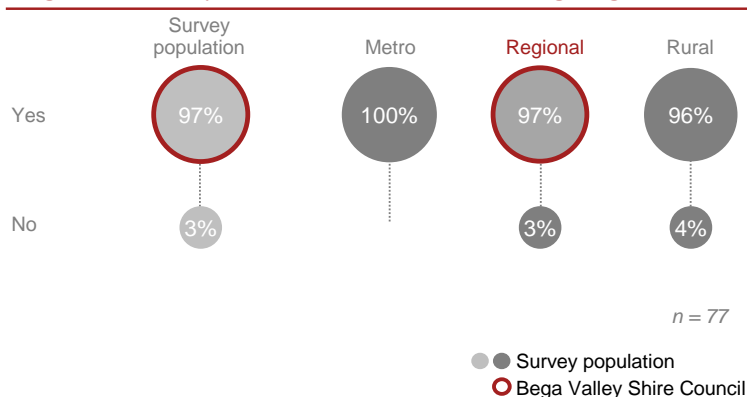 Survey
population
Metro
Regional
Rural
Yes
97%
100%
97%
96%
No
3%
3%
4%
n = 77
Survey population
Bega Valley Shire Council